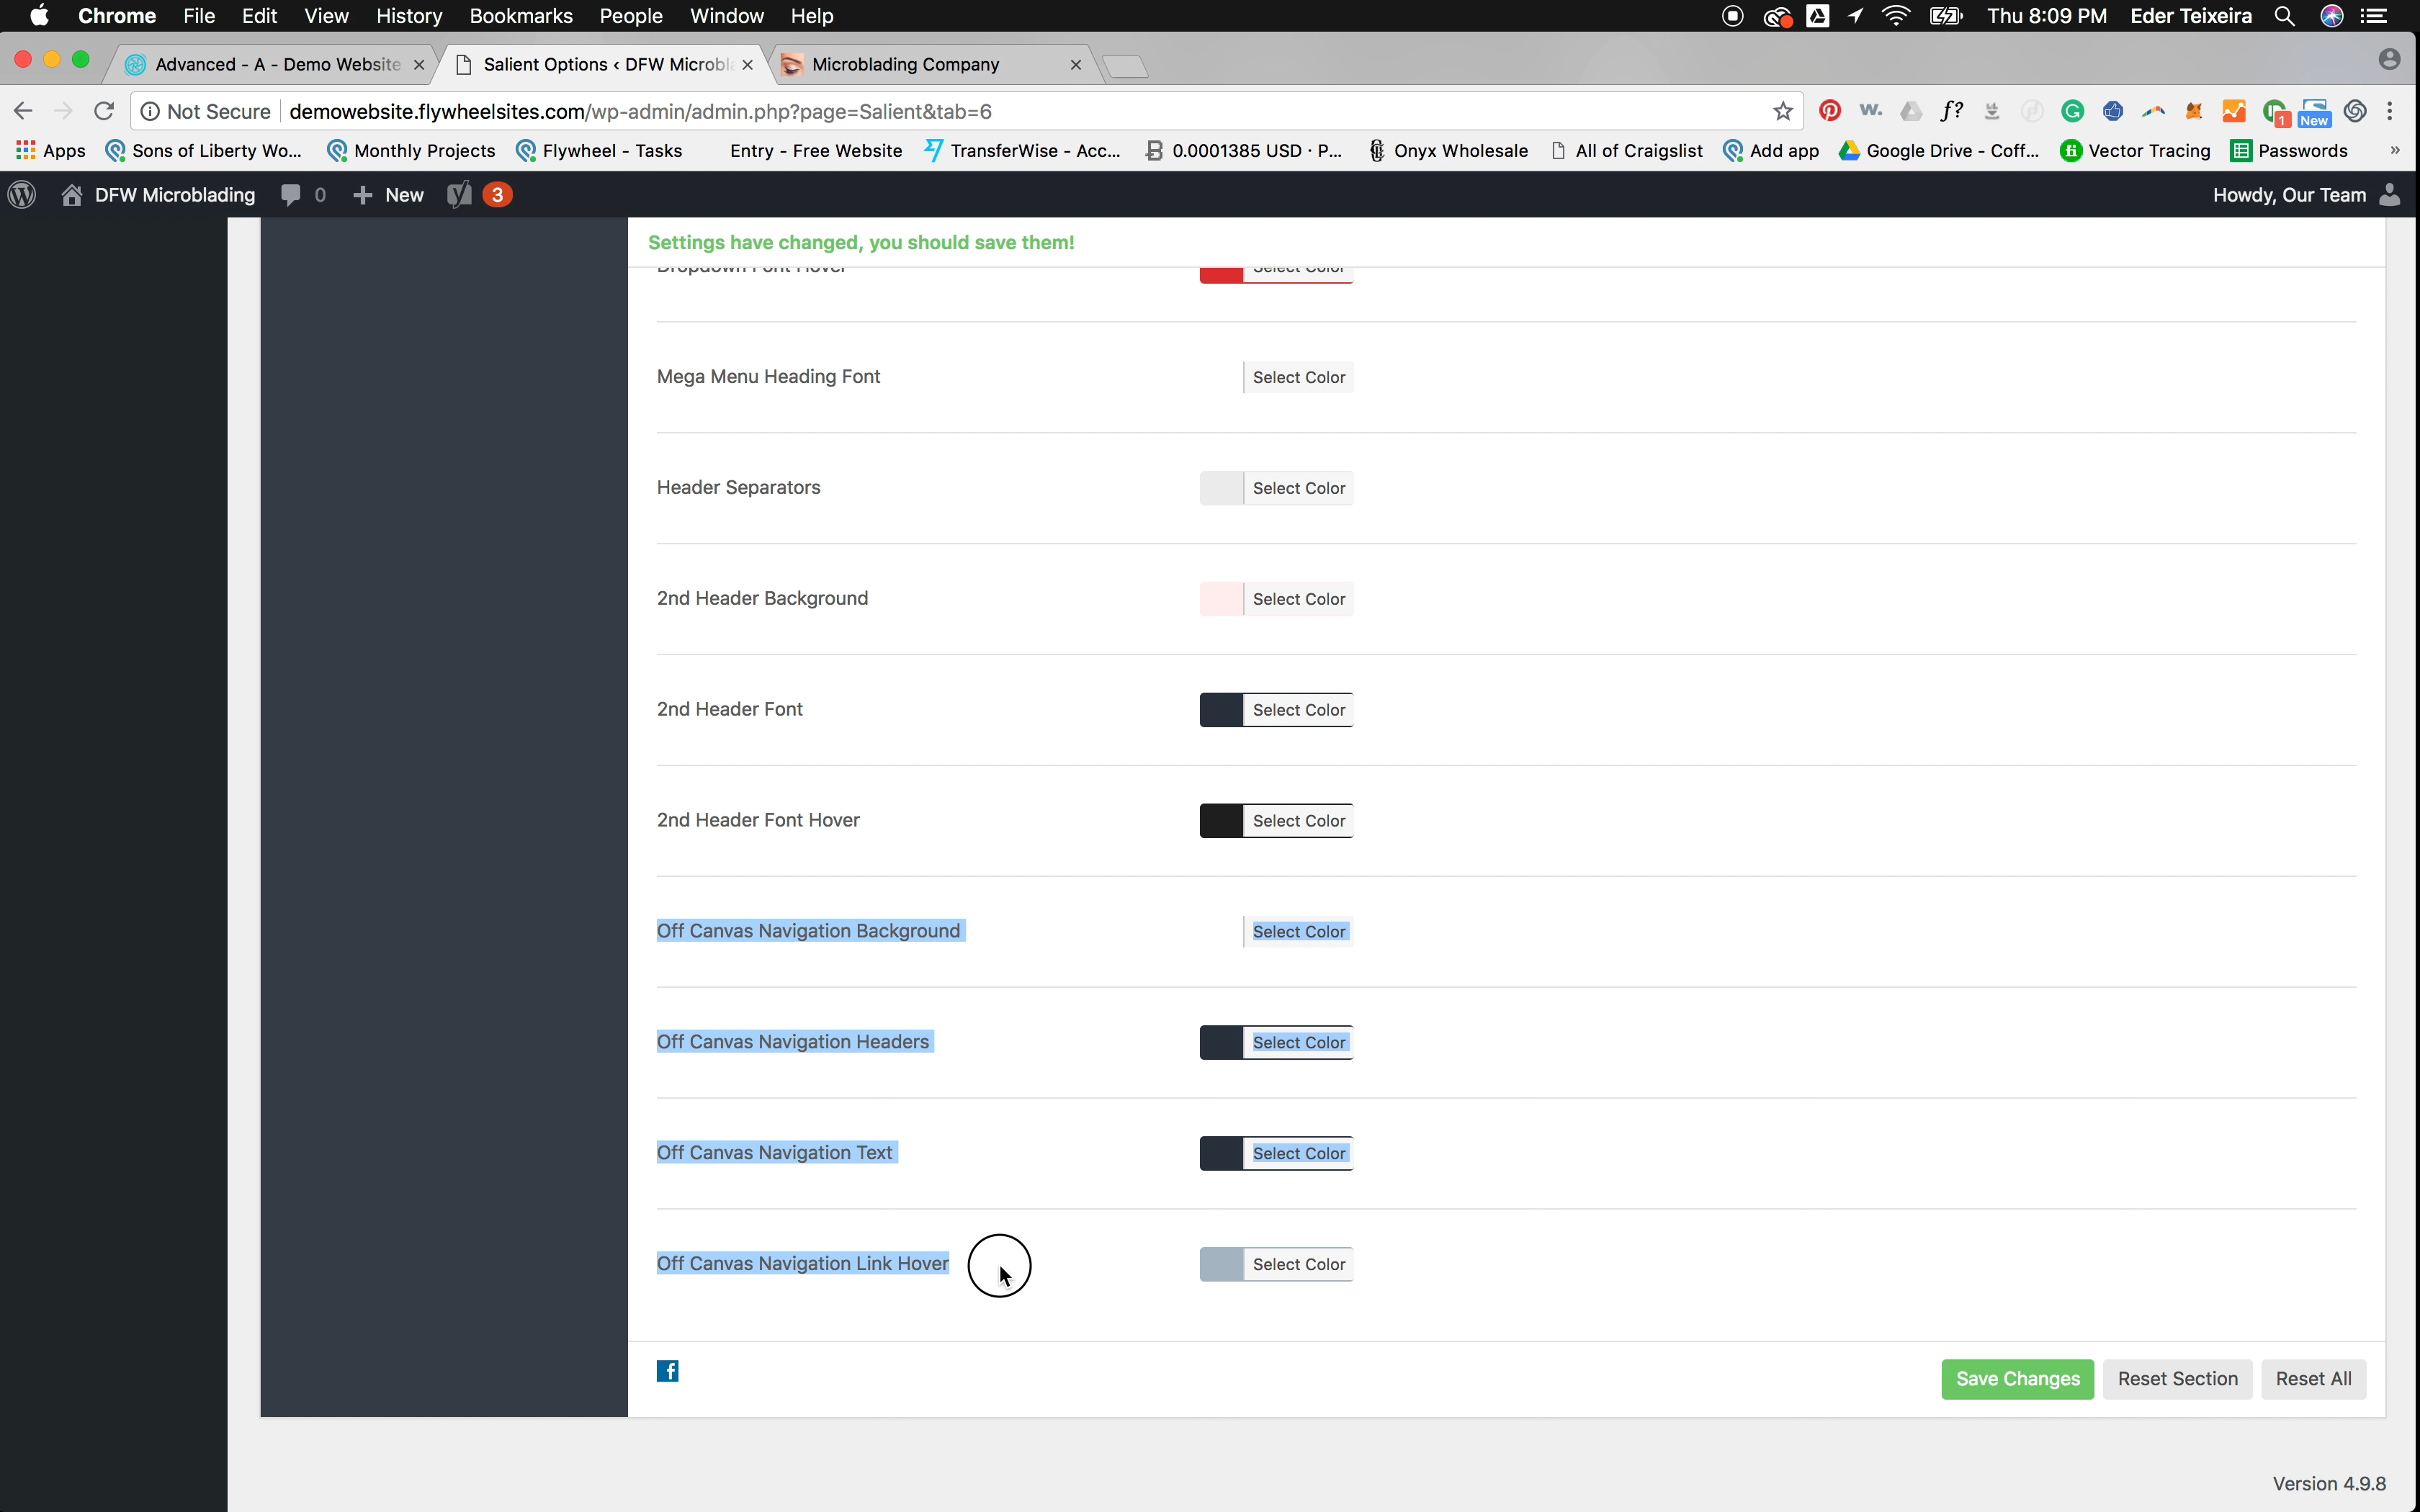 Chrome File Edit View History Bookmarks People Window Help Thu 8:09 PM Eder Teixeira
Advanced - A - Demo Website Salient Options ‹ DFW Microbl Microblading Company
Not Secure demowebsite.flywheelsites.com/wp-admin/admin.php?page=Salient&tab=6 W. f? 1 New
Apps Sons of Liberty Wo... Monthly Projects Flywheel - Tasks Entry - Free Website TransferWise - Acc... 0.0001385 USD · P... Onyx Wholesale All of Craigslist Add app Google Drive - Coff... Vector Tracing Passwords »
DFW Microblading 0 New 3 Howdy, Our Team
Settings have changed, you should save them!
Dropdown Font Hover Select Color
Mega Menu Heading Font Select Color
Header Separators Select Color
2nd Header Background Select Color
2nd Header Font Select Color
2nd Header Font Hover Select Color
Off Canvas Navigation Background Select Color
Off Canvas Navigation Headers Select Color
Off Canvas Navigation Text Select Color
Off Canvas Navigation Link Hover Select Color
Save Changes Reset Section Reset All
Version 4.9.8